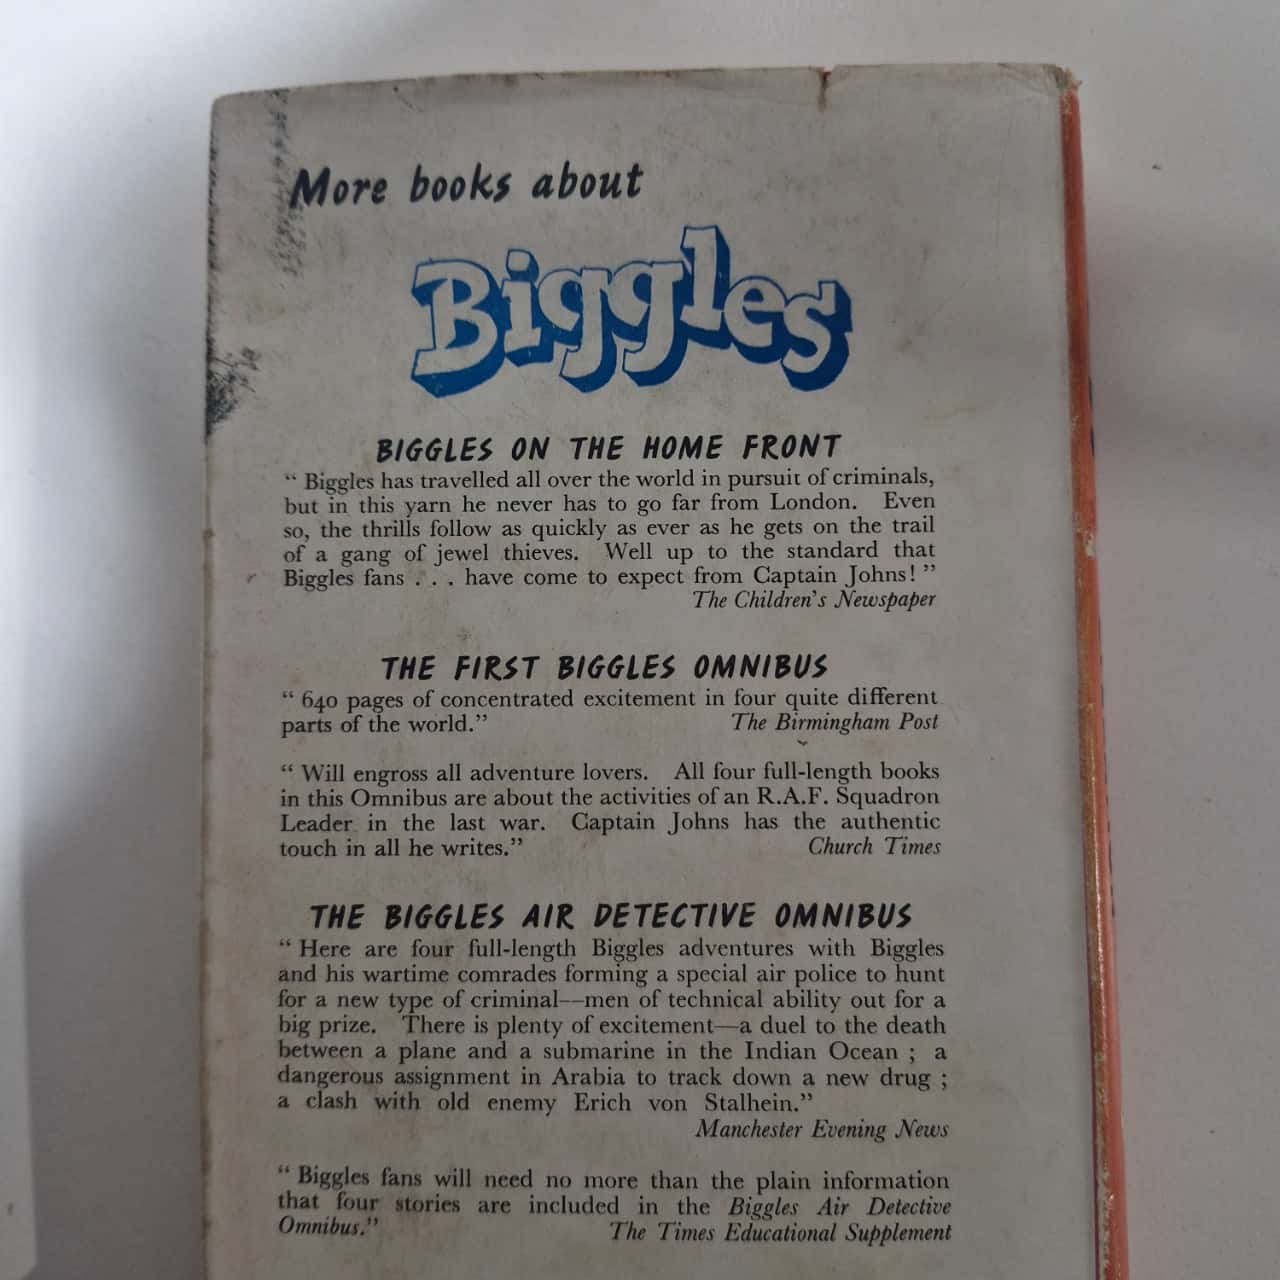 More books about
Biggles
BIGGLES ON THE HOME FRONT
“ Biggles has travelled all over the world in pursuit of criminals,
but in this yarn he never has to go far from London. Even
so, the thrills follow as quickly as ever as he gets on the trail
of a gang of jewel thieves. Well up to the standard that
Biggles fans . . . have come to expect from Captain Johns! ”
The Children's Newspaper
THE FIRST BIGGLES OMNIBUS
“ 640 pages of concentrated excitement in four quite different
parts of the world.” The Birmingham Post
“ Will engross all adventure lovers. All four full-length books
in this Omnibus are about the activities of an R.A.F. Squadron
Leader in the last war. Captain Johns has the authentic
touch in all he writes.” Church Times
THE BIGGLES AIR DETECTIVE OMNIBUS
“ Here are four full-length Biggles adventures with Biggles
and his wartime comrades forming a special air police to hunt
for a new type of criminal—men of technical ability out for a
big prize. There is plenty of excitement—a duel to the death
between a plane and a submarine in the Indian Ocean ; a
dangerous assignment in Arabia to track down a new drug ;
a clash with old enemy Erich von Stalhein.”
Manchester Evening News
“ Biggles fans will need no more than the plain information
that four stories are included in the Biggles Air Detective
Omnibus.” The Times Educational Supplement